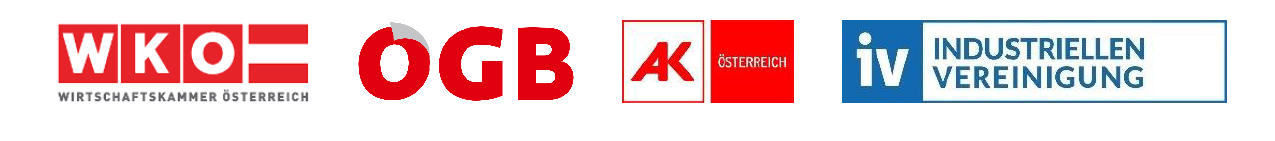 WKO
WIRTSCHAFTSKAMMER ÖSTERREICH
ÖGB
AK
ÖSTERREICH
iv
INDUSTRIELLEN
VEREINIGUNG